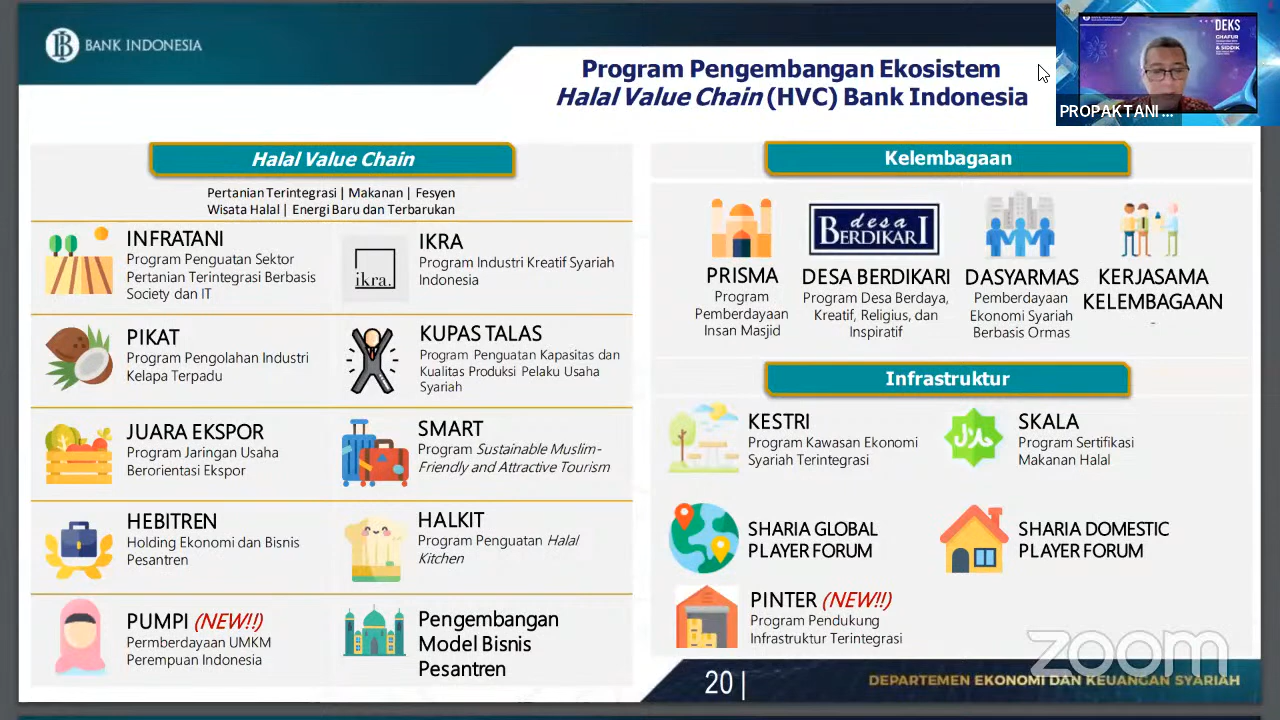 BANK INDONESIA
Program Pengembangan Ekosistem
Halal Value Chain (HVC) Bank Indonesia
DEKS
CHAFUR
& SIDDIK
PROPAKTANI ...
Halal Value Chain
Pertanian Terintegrasi | Makanan | Fesyen
Wisata Halal | Energi Baru dan Terbarukan
INFRATANI
Program Penguatan Sektor
Pertanian Terintegrasi Berbasis
Society dan IT
ikra.
IKRA
Program Industri Kreatif Syariah
Indonesia
PIKAT
Program Pengolahan Industri
Kelapa Terpadu
KUPAS TALAS
Program Penguatan Kapasitas dan
Kualitas Produksi Pelaku Usaha
Syariah
JUARA EKSPOR
Program Jaringan Usaha
Berorientasi Ekspor
SMART
Program Sustainable Muslim-
Friendly and Attractive Tourism
HEBITREN
Holding Ekonomi dan Bisnis
Pesantren
HALKIT
Program Penguatan Halal
Kitchen
PUMPI (NEW!!)
Permberdayaan UMKM
Perempuan Indonesia
Pengembangan
Model Bisnis
Pesantren
Kelembagaan
PRISMA
Program
Pemberdayaan
Insan Masjid
desa
BERDIKARI
DESA BERDIKARI
Program Desa Berdaya,
Kreatif, Religius, dan
Inspiratif
DASYARMAS
Pemberdayaan
Ekonomi Syariah
Berbasis Ormas
KERJASAMA
KELEMBAGAAN
-
Infrastruktur
KESTRI
Program Kawasan Ekonomi
Syariah Terintegrasi
حلال
SKALA
Program Sertifikasi
Makanan Halal
SHARIA GLOBAL
PLAYER FORUM
SHARIA DOMESTIC
PLAYER FORUM
PINTER (NEW!!)
Program Pendukung
Infrastruktur Terintegrasi
zoom
20 |
DEPARTEMEN EKONOMI DAN KEUANGAN SYARIAH